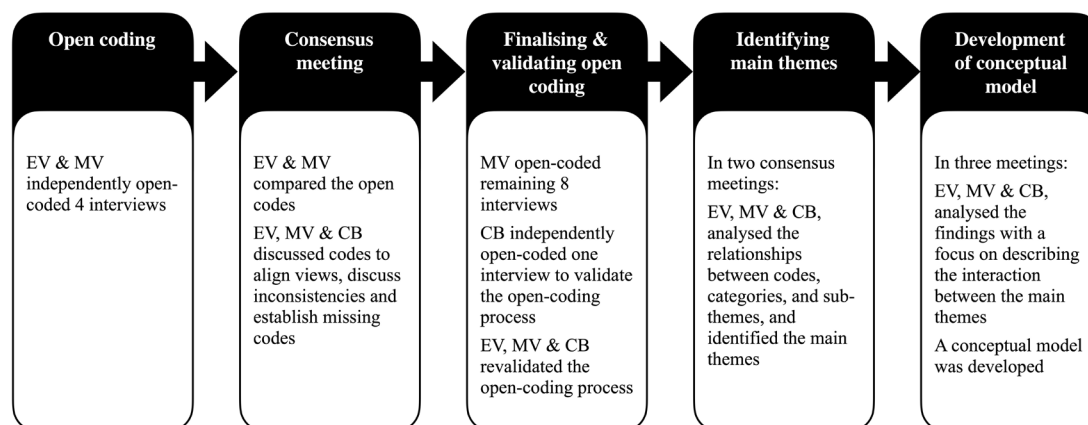 Open coding
EV & MV
independently open-
coded 4 interviews
Consensus
meeting
EV & MV
compared the open
codes
EV, MV & CB
discussed codes to
align views, discuss
inconsistencies and
establish missing
codes
Finalising &
validating open
coding
MV open-coded
remaining 8
interviews
CB independently
open-coded one
interview to validate
the open-coding
process
EV, MV & CB
revalidated the
open-coding process
Identifying
main themes
In two consensus
meetings:
EV, MV & CB,
analysed the
relationships
between codes,
categories, and sub-
themes, and
identified the main
themes
Development
of conceptual
model
In three meetings:
EV, MV & CB,
analysed the
findings with a
focus on describing
the interaction
between the main
themes
A conceptual model
was developed